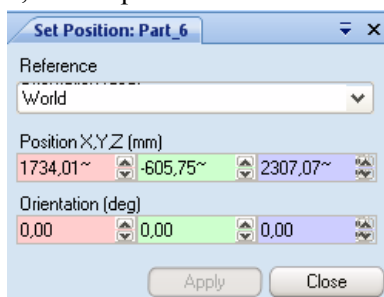 Set Position: Part_6
Reference
World
Position X,Y,Z (mm)
1734,01~ -605,75~ 2307,07~
Orientation (deg)
0,00 0,00 0,00
Apply Close